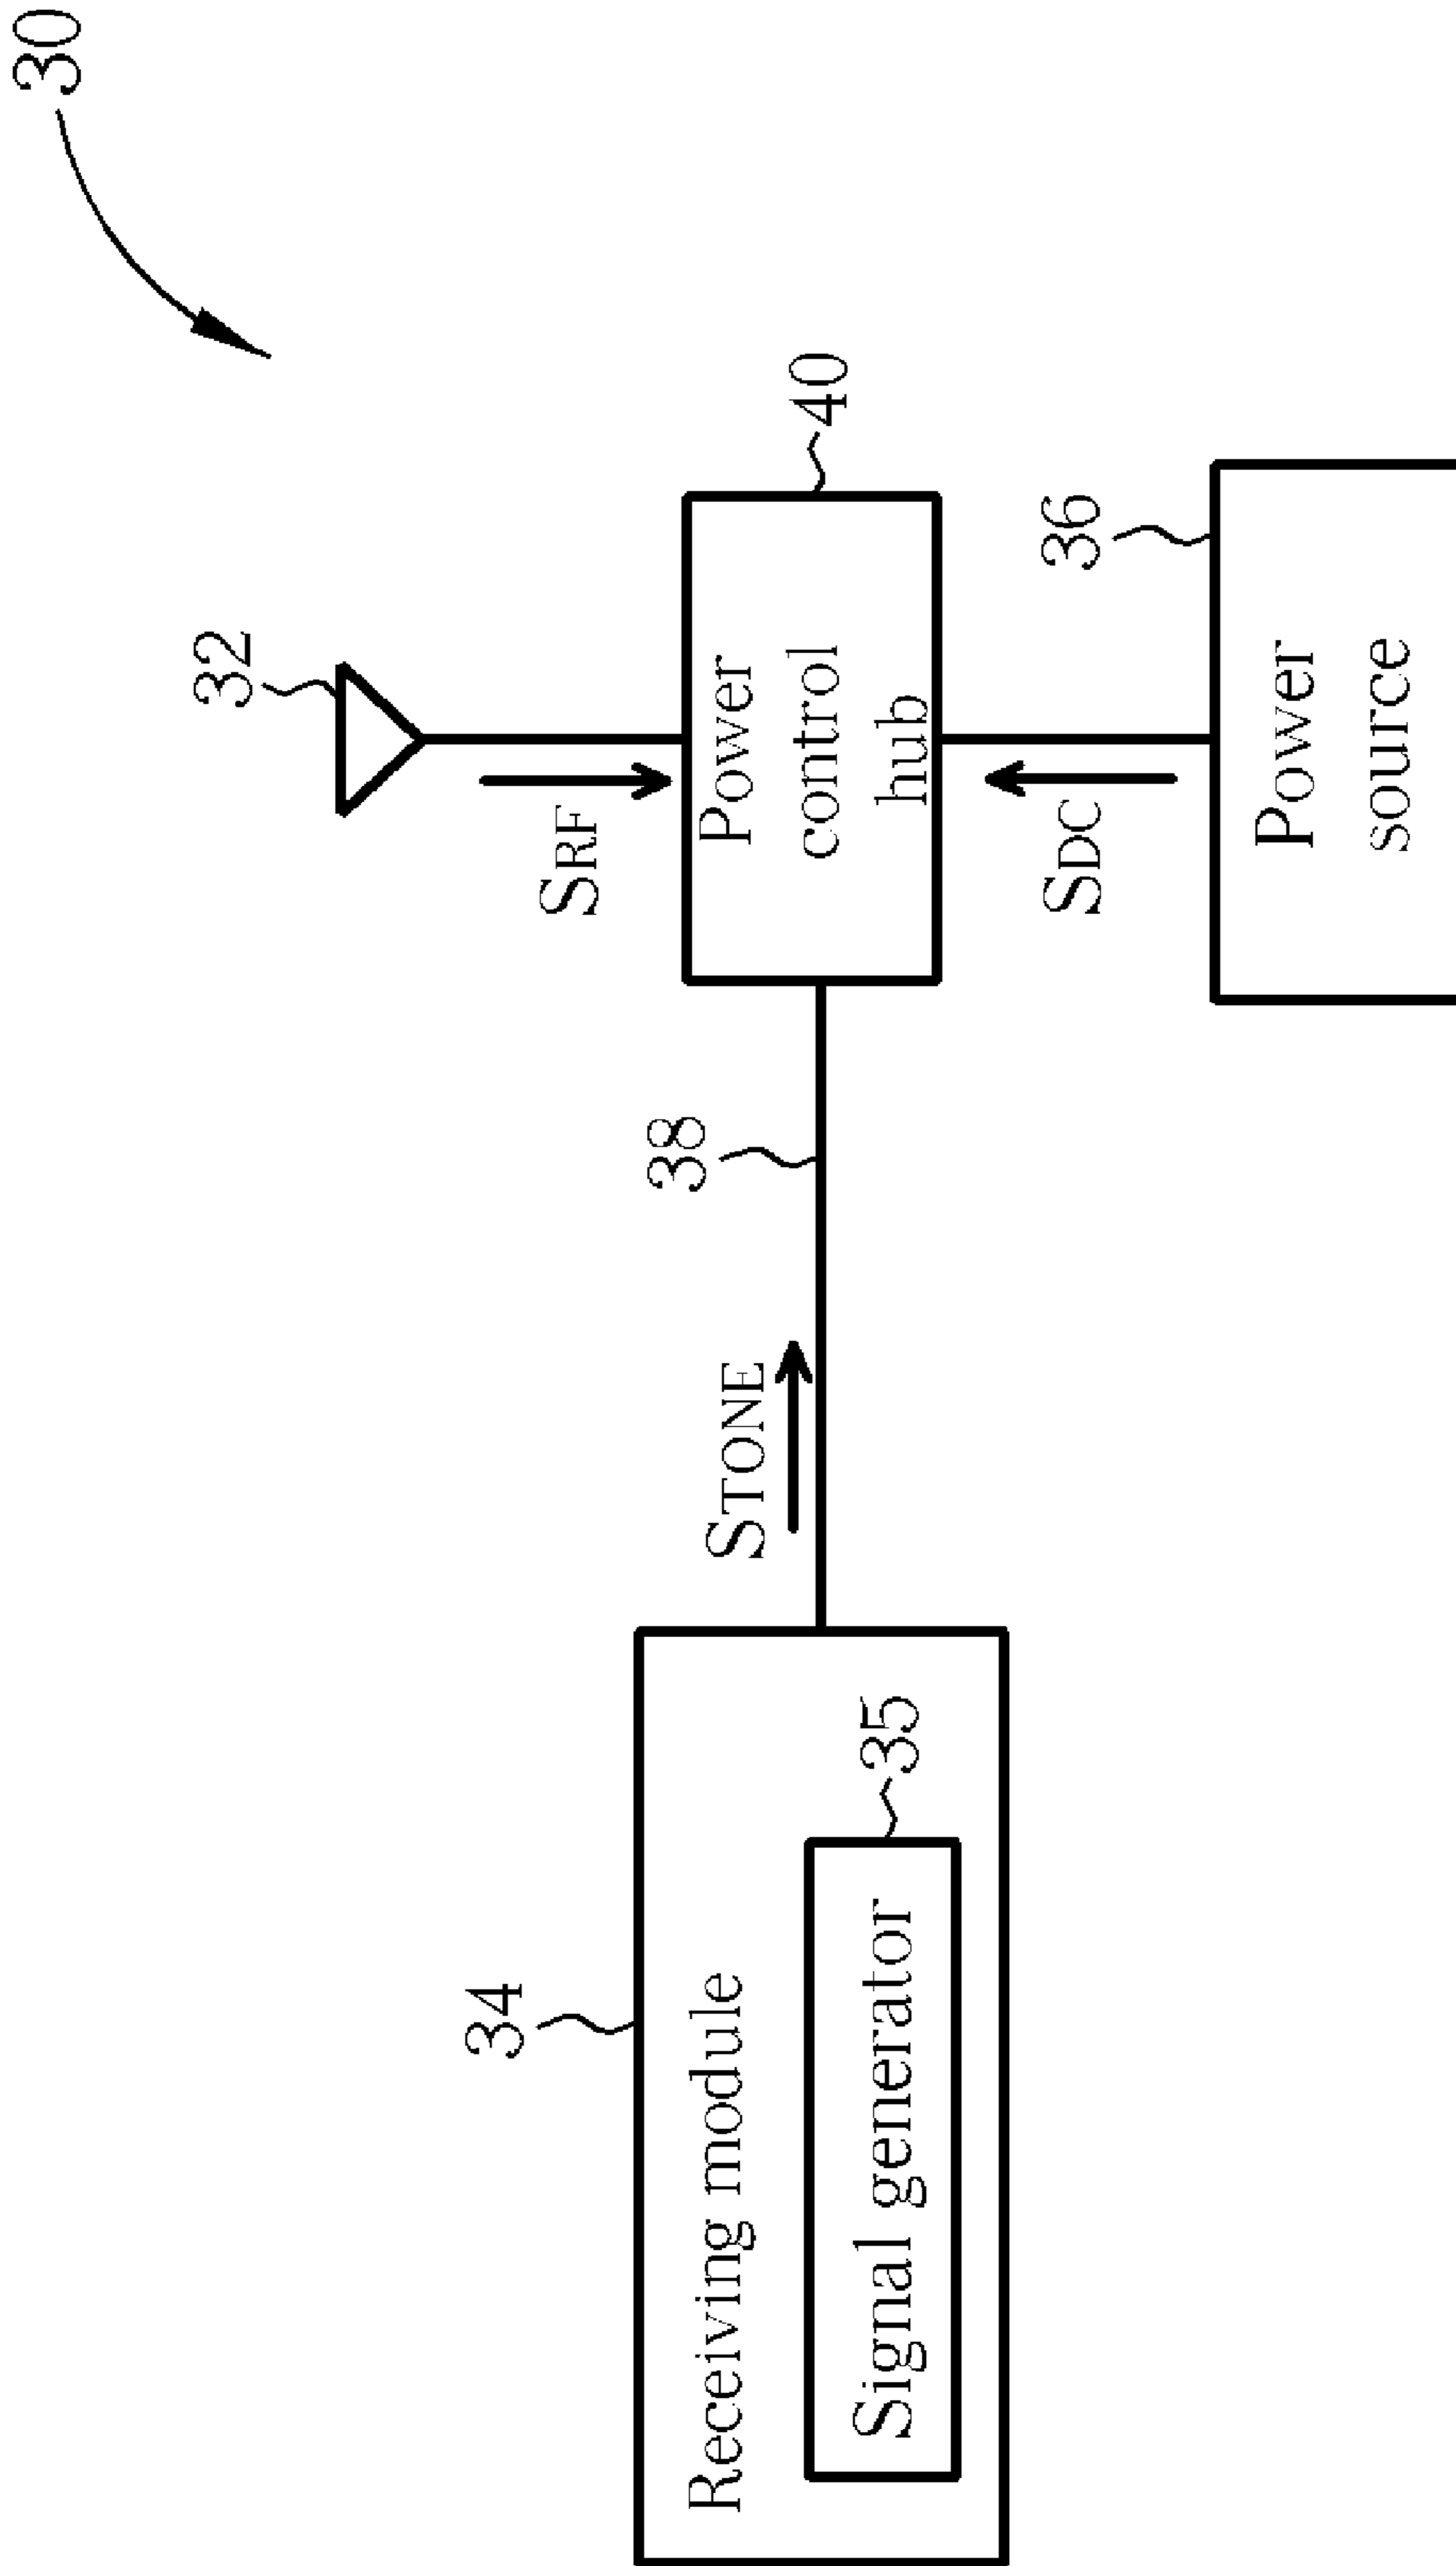 30
32
SRF
40
Power
control
hub
38
STONE
34
Receiving module
35
Signal generator
SDC
36
Power
source